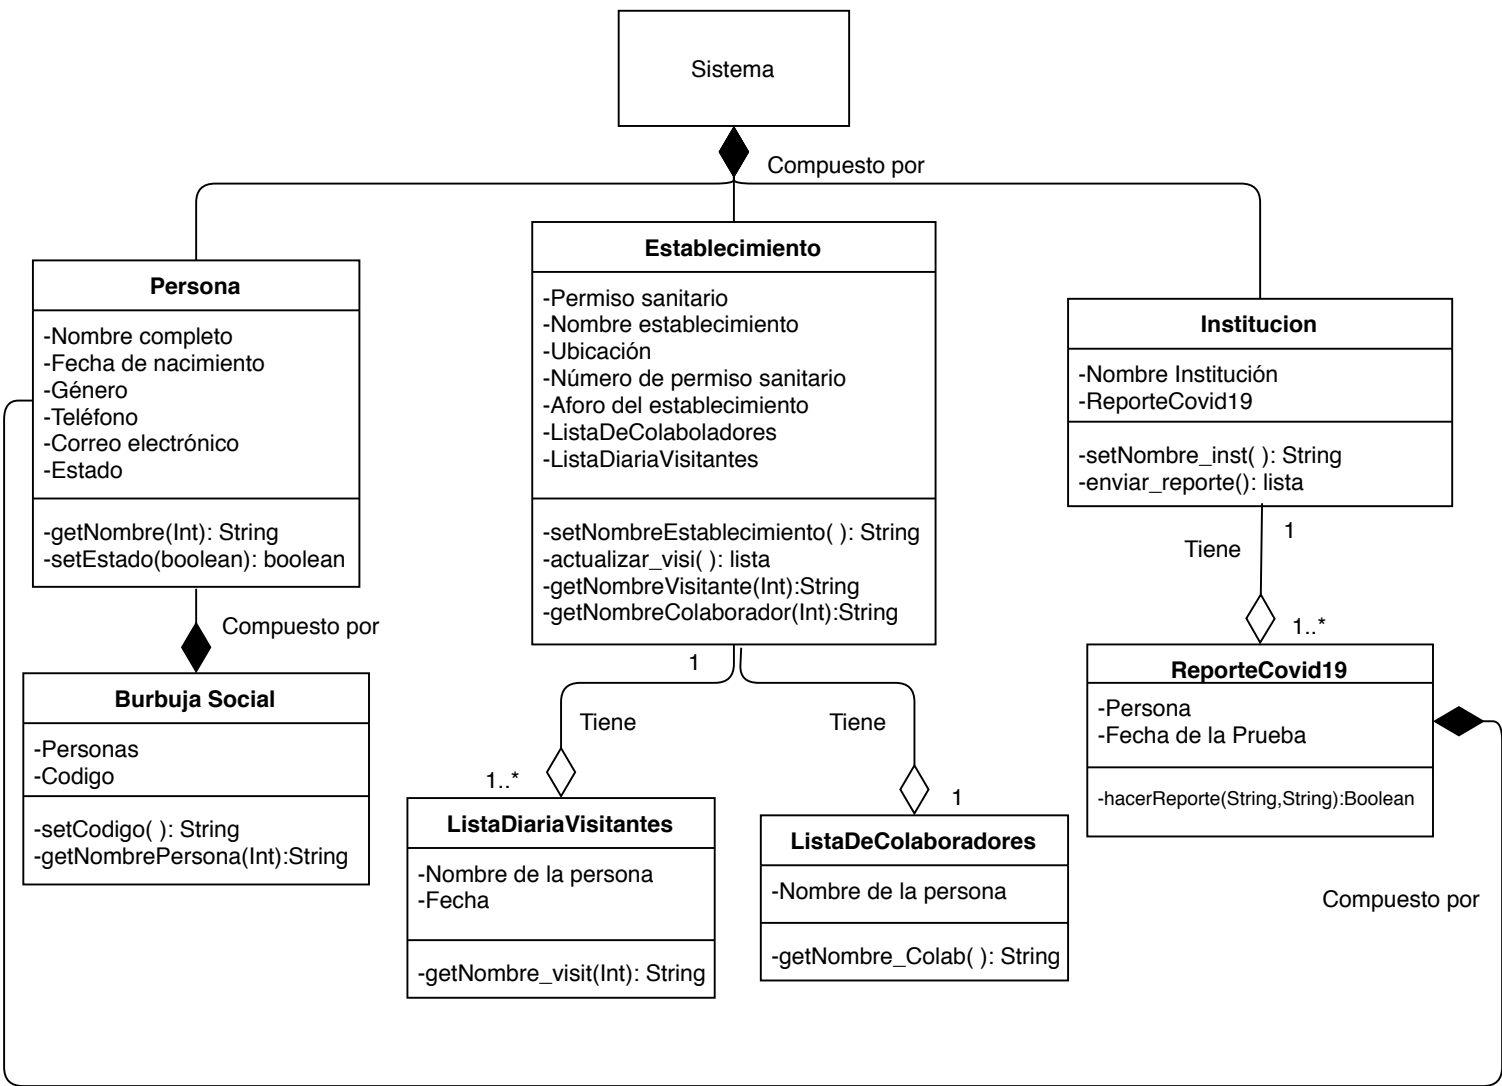 Sistema
Compuesto por
Persona
-Nombre completo
-Fecha de nacimiento
-Género
-Teléfono
-Correo electrónico
-Estado
-getNombre(Int): String
-setEstado(boolean): boolean
Compuesto por
Burbuja Social
-Personas
-Codigo
-setCodigo( ): String
-getNombrePersona(Int):String
Establecimiento
-Permiso sanitario
-Nombre establecimiento
-Ubicación
-Número de permiso sanitario
-Aforo del establecimiento
-ListaDeColaboladores
-ListaDiariaVisitantes
-setNombreEstablecimiento( ): String
-actualizar_visi( ): lista
-getNombreVisitante(Int):String
-getNombreColaborador(Int):String
1
Tiene
1..*
Tiene
1
ListaDiariaVisitantes
-Nombre de la persona
-Fecha
-getNombre_visit(Int): String
ListaDeColaboradores
-Nombre de la persona
-getNombre_Colab( ): String
Institucion
-Nombre Institución
-ReporteCovid19
-setNombre_inst( ): String
-enviar_reporte(): lista
1
Tiene
1..*
ReporteCovid19
-Persona
-Fecha de la Prueba
-hacerReporte(String,String):Boolean
Compuesto por